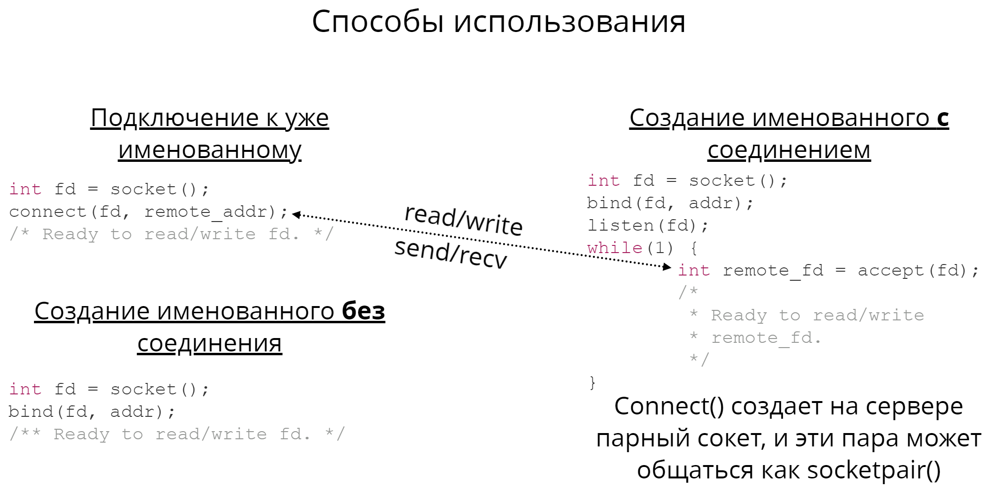 Способы использования
Подключение к уже
именованному
int fd = socket();
connect(fd, remote_addr);
/* Ready to read/write fd. */
read/write
send/recv
Создание именованного без
соединения
int fd = socket();
bind(fd, addr);
/** Ready to read/write fd. */
Создание именованного с
соединением
int fd = socket();
bind(fd, addr);
listen(fd);
while(1) {
int remote_fd = accept(fd);
/*
* Ready to read/write
* remote_fd.
*/
}
Connect() создает на сервере
парный сокет, и эти пара может
общаться как socketpair()